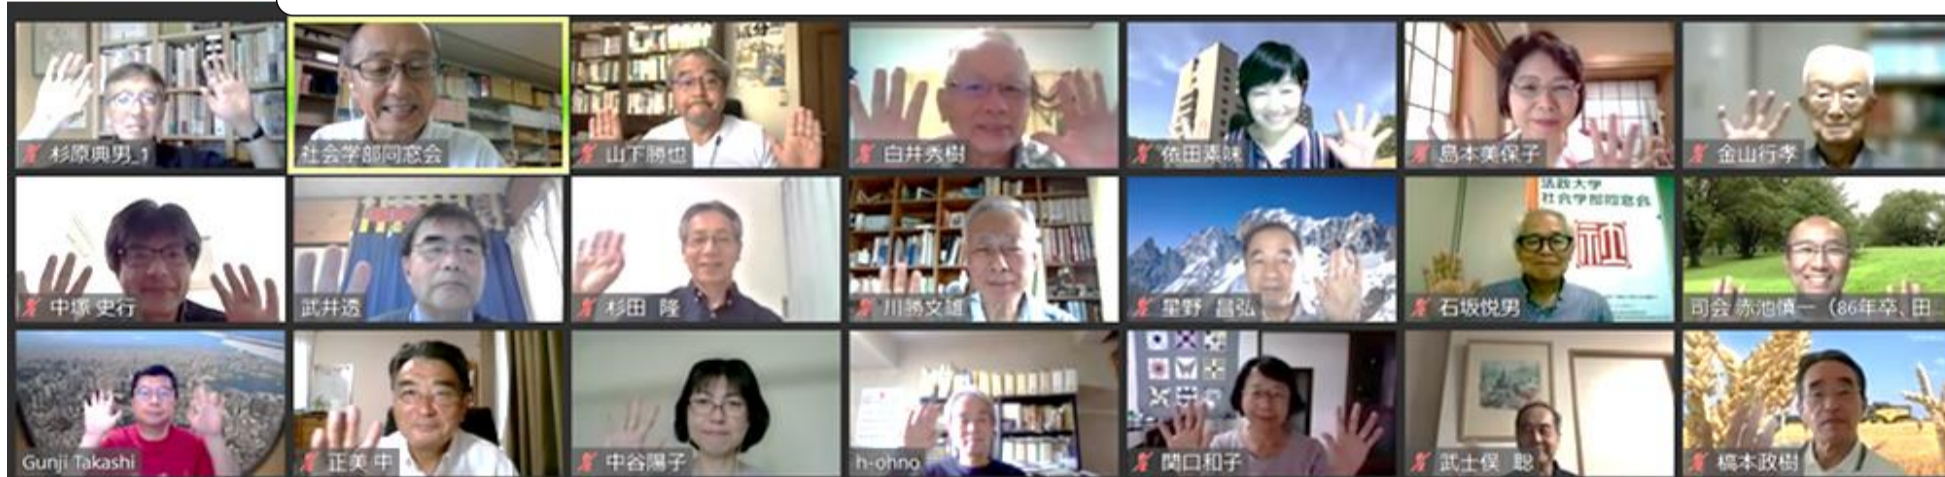 杉原典男_1
社会学部同窓会
山下勝也
白井秀樹
依田素味
島本美保子
金山行孝
中塚 史行
武井透
杉田 隆
川勝文雄
星野 昌弘
法政大学
社会学部同窓会
石坂悦男
司会 赤池慎一（86年卒、田
Gunji Takashi
正美 中
中谷陽子
h-ohno
関口和子
武士俣 聡
槁本政樹